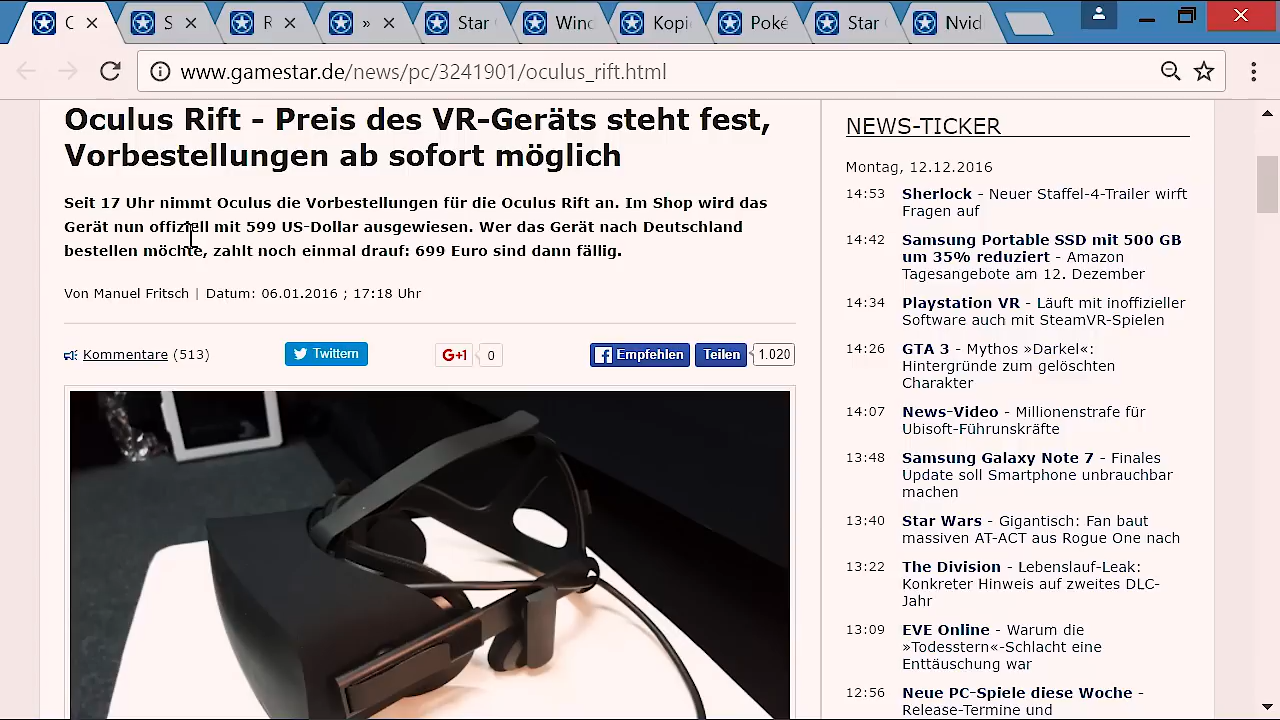 C
S
R
»
Star
Wind
Kopi
Poké
Star
Nvid
www.gamestar.de/news/pc/3241901/oculus_rift.html
Oculus Rift - Preis des VR-Geräts steht fest,
Vorbestellungen ab sofort möglich
Seit 17 Uhr nimmt Oculus die Vorbestellungen für die Oculus Rift an. Im Shop wird das
Gerät nun offiziell mit 599 US-Dollar ausgewiesen. Wer das Gerät nach Deutschland
bestellen möchte, zahlt noch einmal drauf: 699 Euro sind dann fällig.
Von Manuel Fritsch | Datum: 06.01.2016 ; 17:18 Uhr
Kommentare (513)
Twittern
G+1 0
Empfehlen Teilen 1.020
NEWS-TICKER
Montag, 12.12.2016
14:53 Sherlock - Neuer Staffel-4-Trailer wirft
Fragen auf
14:42 Samsung Portable SSD mit 500 GB
um 35% reduziert - Amazon
Tagesangebote am 12. Dezember
14:34 Playstation VR - Läuft mit inoffizieller
Software auch mit SteamVR-Spielen
14:26 GTA 3 - Mythos »Darkel«:
Hintergründe zum gelöschten
Charakter
14:07 News-Video - Millionenstrafe für
Ubisoft-Führunskräfte
13:48 Samsung Galaxy Note 7 - Finales
Update soll Smartphone unbrauchbar
machen
13:40 Star Wars - Gigantisch: Fan baut
massiven AT-ACT aus Rogue One nach
13:22 The Division - Lebenslauf-Leak:
Konkreter Hinweis auf zweites DLC-
Jahr
13:09 EVE Online - Warum die
»Todesstern«-Schlacht eine
Enttäuschung war
12:56 Neue PC-Spiele diese Woche -
Release-Termine und